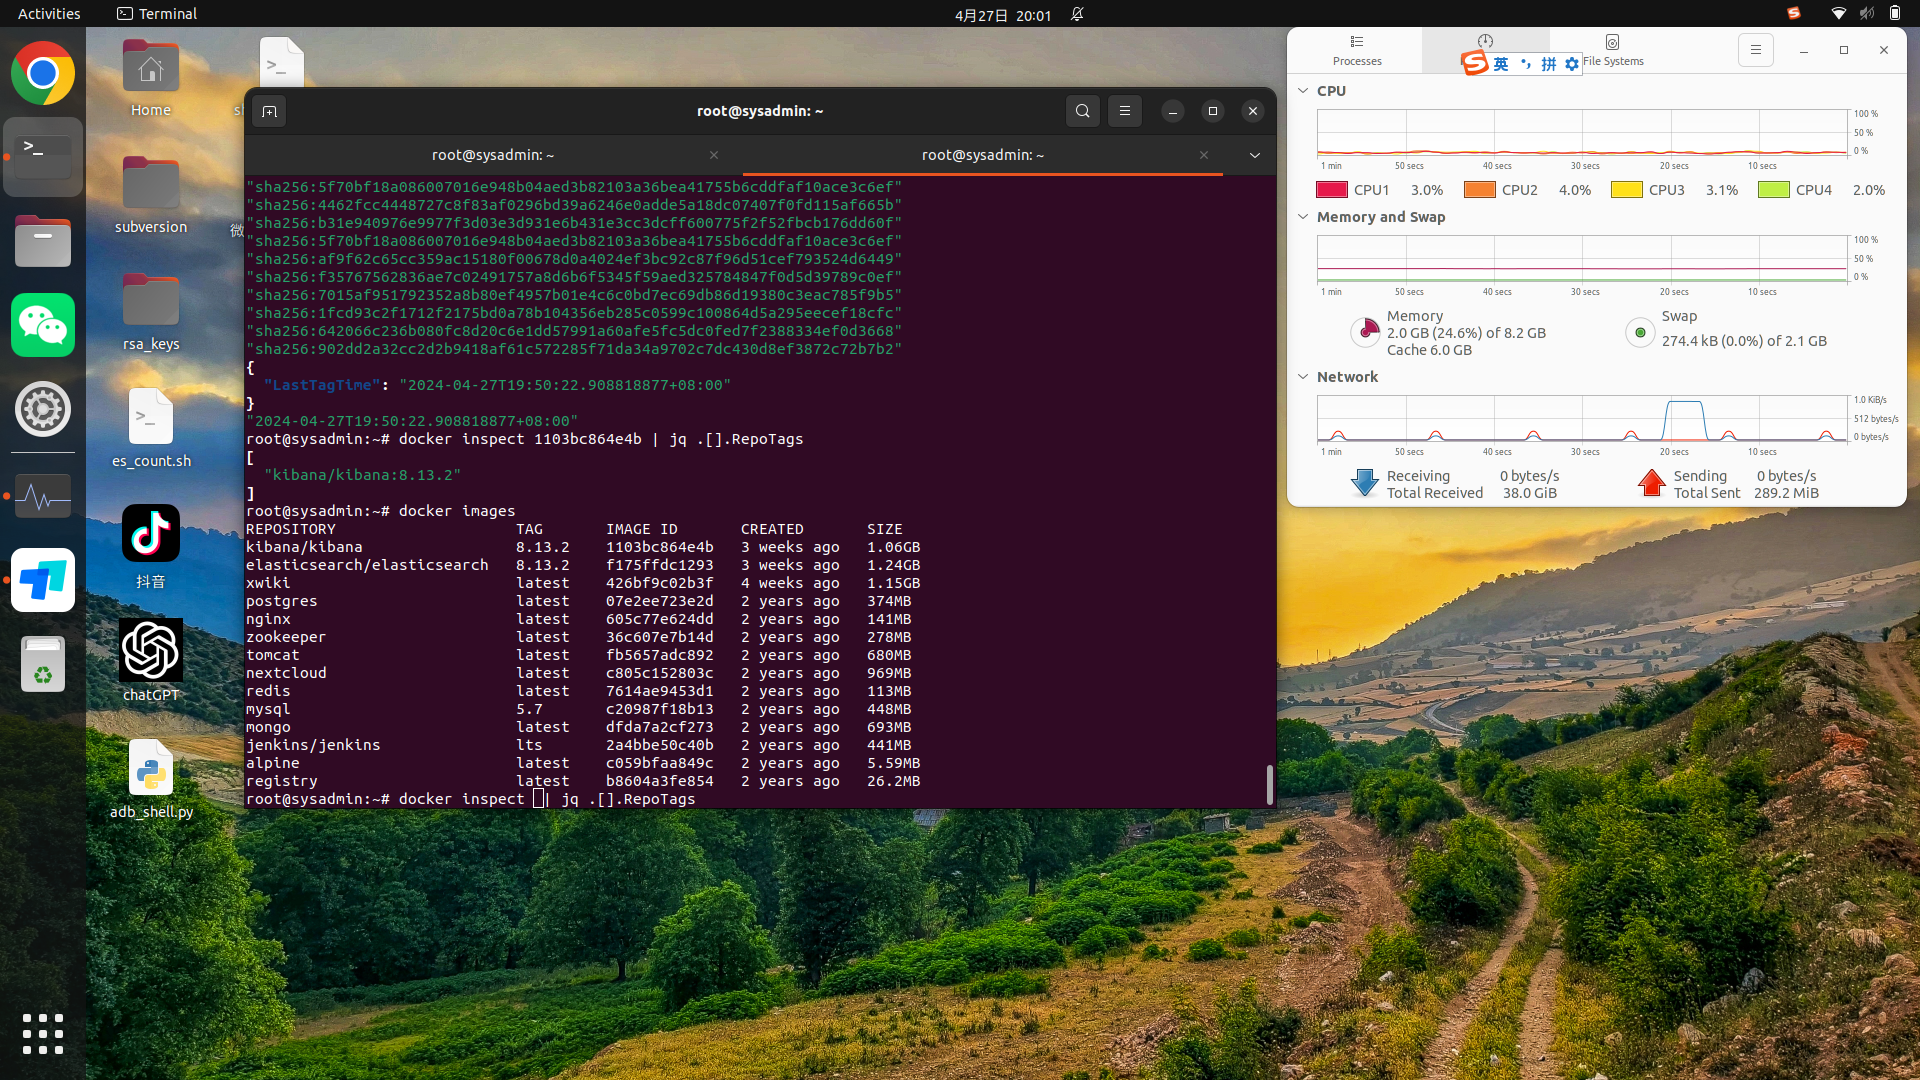 Activities
Terminal
4月27日 20:01
Home
subversion
rsa_keys
es_count.sh
抖音
chatGPT
adb_shell.py
微
root@sysadmin: ~
root@sysadmin: ~
root@sysadmin: ~
"sha256:5f70bf18a086007016e948b04aed3b82103a36bea41755b6cddfaf10ace3c6ef"
"sha256:4462fcc4448727c8f83af0296bd39a6246e0adde5a18dc07407f0fd115af665b"
"sha256:b31e940976e9977f3d03e3d931e6b431e3cc3dcff600775f2f52fbcb176dd60f"
"sha256:5f70bf18a086007016e948b04aed3b82103a36bea41755b6cddfaf10ace3c6ef"
"sha256:af9f62c65cc359ac15180f00678d0a4024ef3bc92c87f96d51cef793524d6449"
"sha256:f35767562836ae7c02491757a8d6b6f5345f59aed325784847f0d5d39789c0ef"
"sha256:7015af951792352a8b80ef4957b01e4c6c0bd7ec69db86d19380c3eac785f9b5"
"sha256:1fcd93c2f1712f2175bd0a78b104356eb285c0599c100864d5a295eecef18cfc"
"sha256:642066c236b080fc8d20c6e1dd57991a60afe5fc5dc0fed7f2388334ef0d3668"
"sha256:902dd2a32cc2d2b9418af61c572285f71da34a9702c7dc430d8ef3872c72b7b2"
{
"LastTagTime": "2024-04-27T19:50:22.908818877+08:00"
}
"2024-04-27T19:50:22.908818877+08:00"
root@sysadmin:~# docker inspect 1103bc864e4b | jq .[].RepoTags
[
"kibana/kibana:8.13.2"
]
root@sysadmin:~# docker images
REPOSITORY TAG IMAGE ID CREATED SIZE
kibana/kibana 8.13.2 1103bc864e4b 3 weeks ago 1.06GB
elasticsearch/elasticsearch 8.13.2 f175ffdc1293 3 weeks ago 1.24GB
xwiki latest 426bf9c02b3f 4 weeks ago 1.15GB
postgres latest 07e2ee723e2d 2 years ago 374MB
nginx latest 605c77e624dd 2 years ago 141MB
zookeeper latest 36c607e7b14d 2 years ago 278MB
tomcat latest fb5657adc892 2 years ago 680MB
nextcloud latest c805c152803c 2 years ago 969MB
redis latest 7614ae9453d1 2 years ago 113MB
mysql 5.7 c20987f18b13 2 years ago 448MB
mongo latest dfda7a2cf273 2 years ago 693MB
jenkins/jenkins lts 2a4bbe50c40b 2 years ago 441MB
alpine latest c059bfaa849c 2 years ago 5.59MB
registry latest b8604a3fe854 2 years ago 26.2MB
root@sysadmin:~# docker inspect | jq .[].RepoTags
Processes
英 拼
File Systems
CPU
100 %
50 %
0 %
1 min 50 secs 40 secs 30 secs 20 secs 10 secs
CPU1 3.0% CPU2 4.0% CPU3 3.1% CPU4 2.0%
Memory and Swap
100 %
50 %
0 %
1 min 50 secs 40 secs 30 secs 20 secs 10 secs
Memory
2.0 GB (24.6%) of 8.2 GB
Cache 6.0 GB
Swap
274.4 kB (0.0%) of 2.1 GB
Network
1.0 KiB/s
512 bytes/s
0 bytes/s
1 min 50 secs 40 secs 30 secs 20 secs 10 secs
Receiving 0 bytes/s
Total Received 38.0 GiB
Sending 0 bytes/s
Total Sent 289.2 MiB